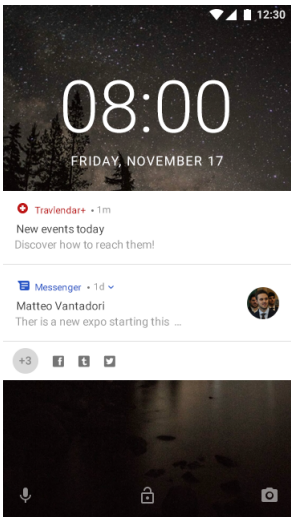 12:30
08:00
FRIDAY, NOVEMBER 17
Travlendar+ • 1m
New events today
Discover how to reach them!
Messenger • 1d
Matteo Vantadori
Ther is a new expo starting this ...
+3 f t